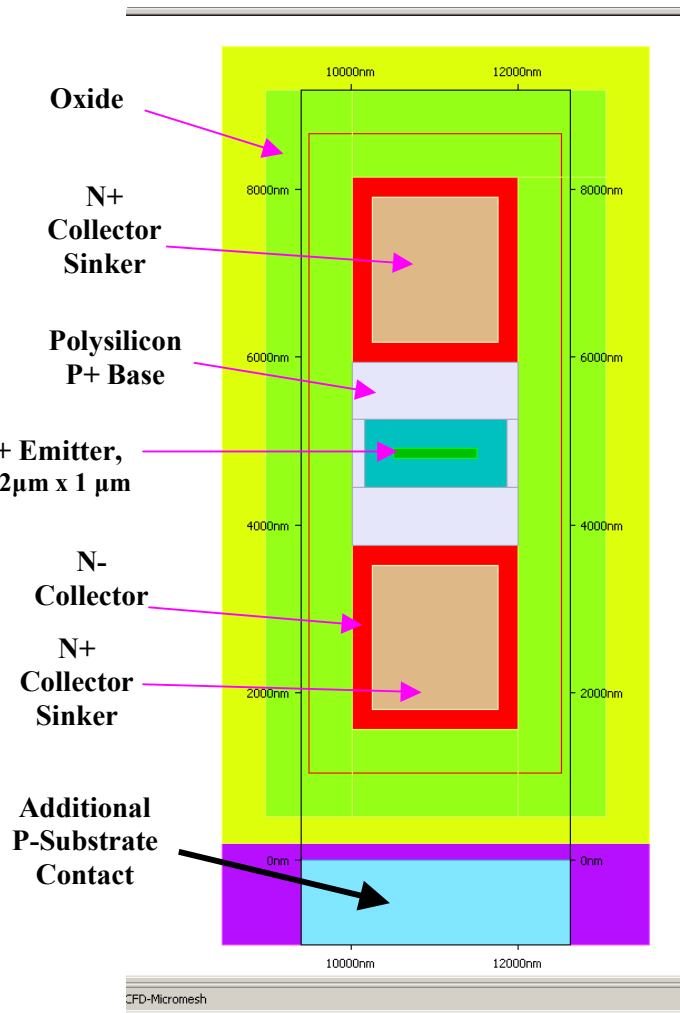 10000nm 12000nm
Oxide
8000nm 8000nm
N+
Collector
Sinker
Polysilicon
P+ Base
6000nm 6000nm
+ Emitter,
2µm x 1 µm
4000nm 4000nm
N-
Collector
N+
Collector
Sinker
2000nm 2000nm
Additional
P-Substrate
Contact
0nm 0nm
10000nm 12000nm
CFD-Micromesh